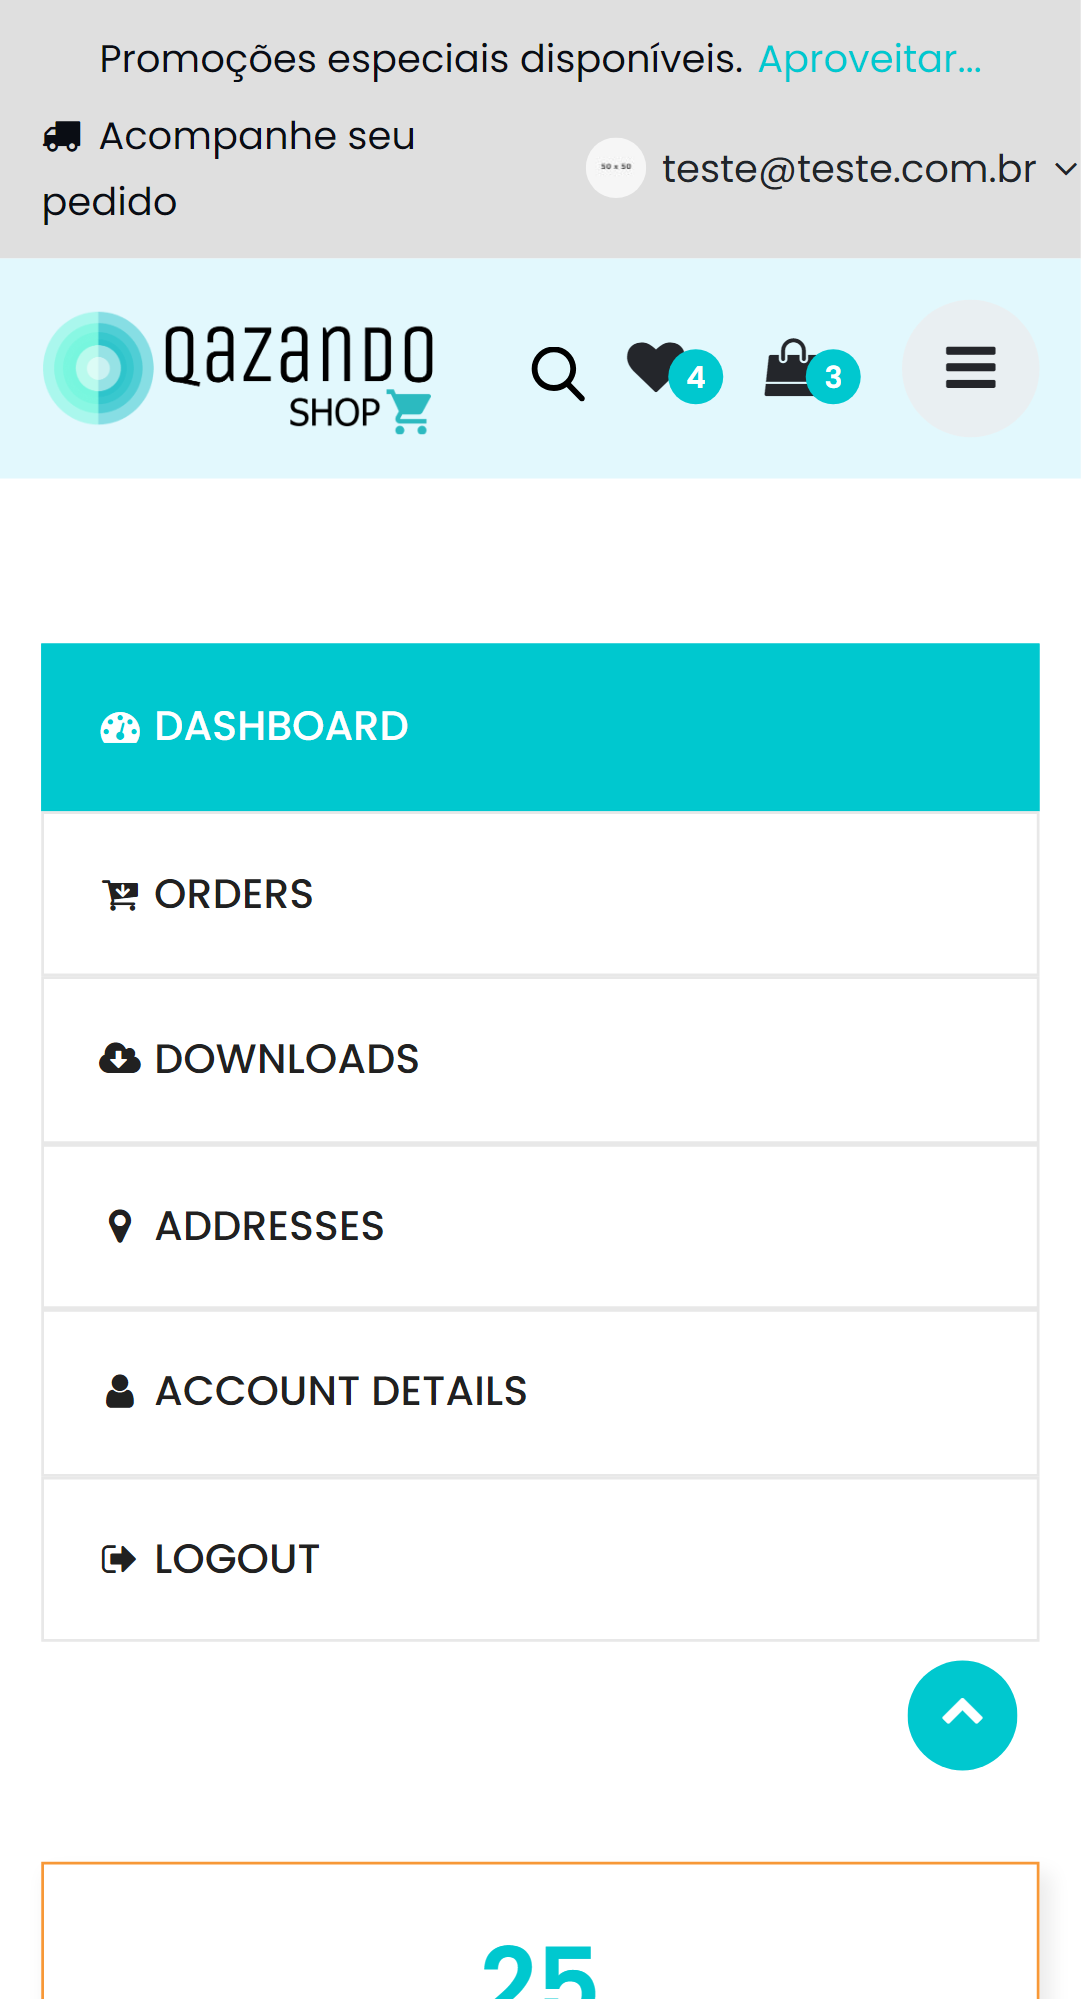 Promoções especiais disponíveis. Aproveitar...
Acompanhe seu
pedido
50 x 50
teste@teste.com.br
QAZANDO
SHOP
4
3
DASHBOARD
ORDERS
DOWNLOADS
ADDRESSES
ACCOUNT DETAILS
LOGOUT
25